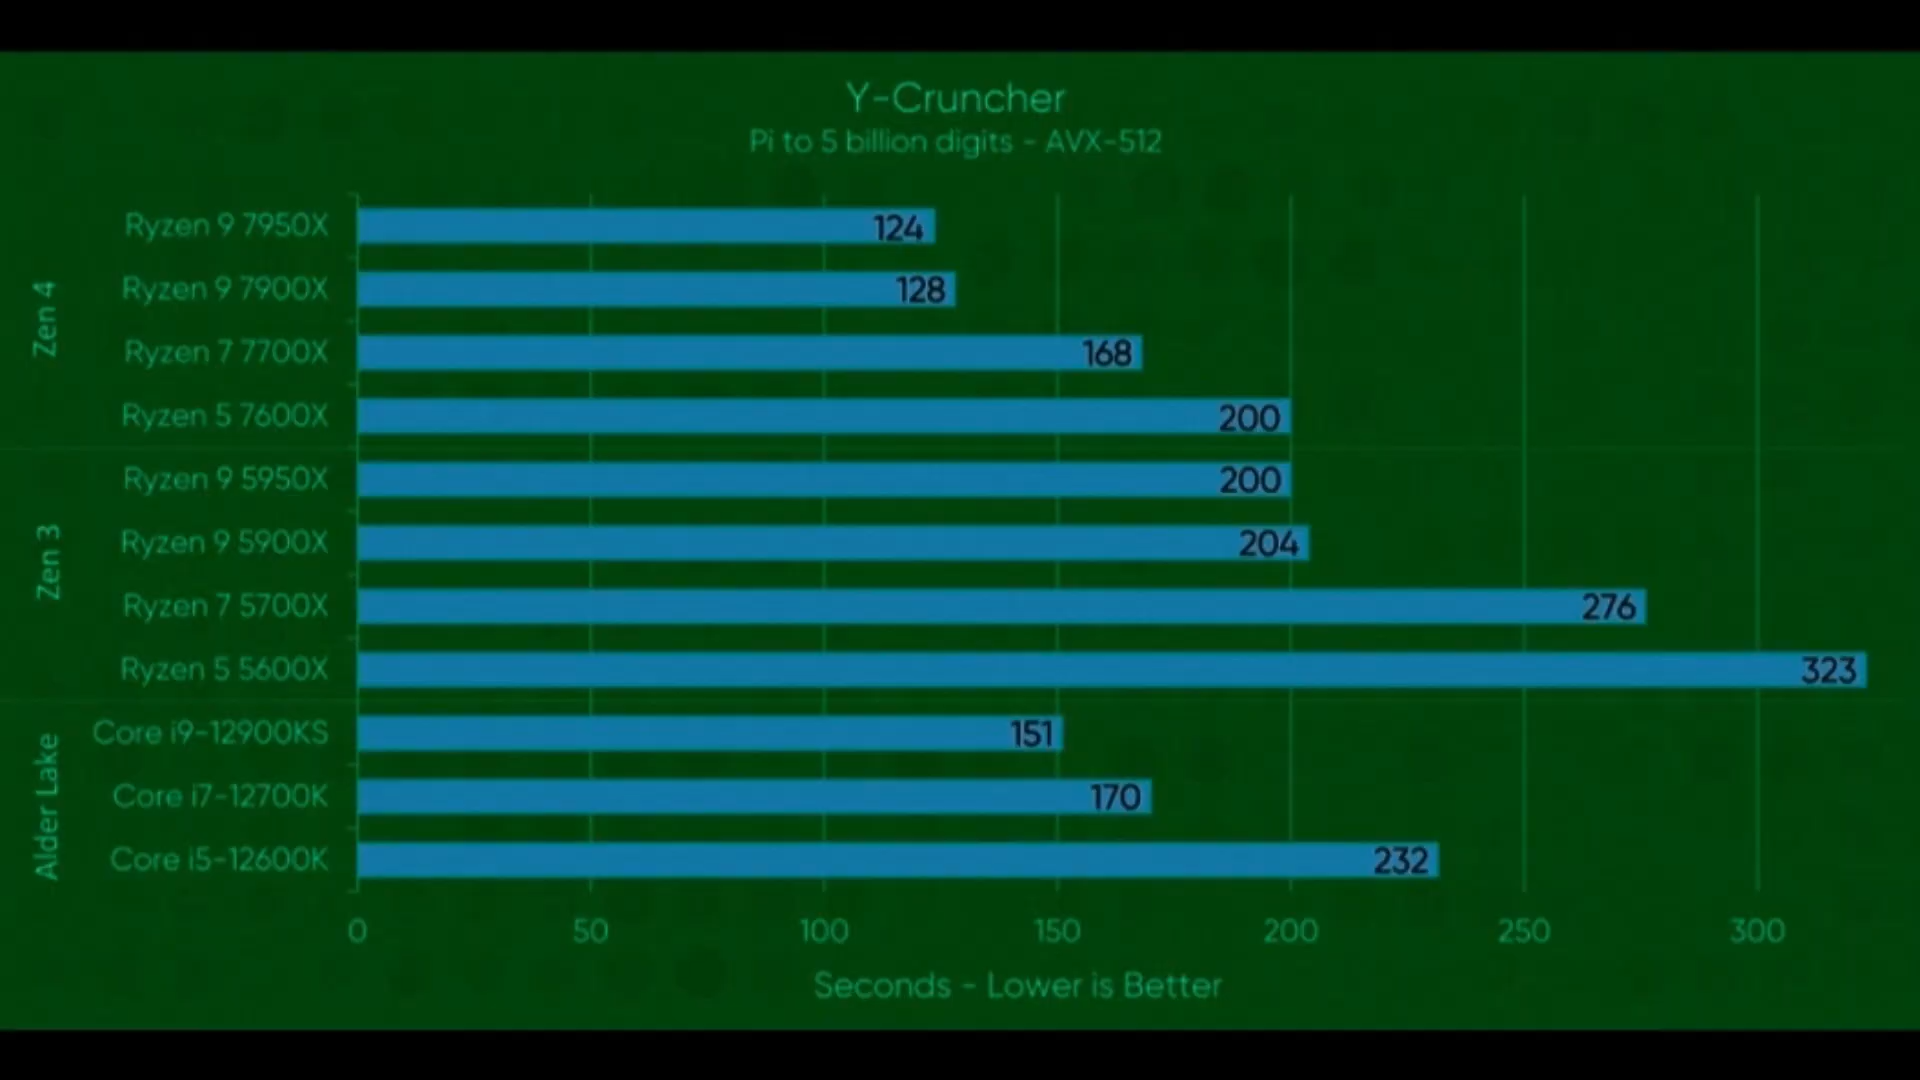 Y-Cruncher
Pi to 5 billion digits - AVX-512
Zen 4
Ryzen 9 7950X 124
Ryzen 9 7900X 128
Ryzen 7 7700X 168
Ryzen 5 7600X 200
Zen 3
Ryzen 9 5950X 200
Ryzen 9 5900X 204
Ryzen 7 5700X 276
Ryzen 5 5600X 323
Alder Lake
Core i9-12900KS 151
Core i7-12700K 170
Core i5-12600K 232
0 50 100 150 200 250 300
Seconds - Lower is Better